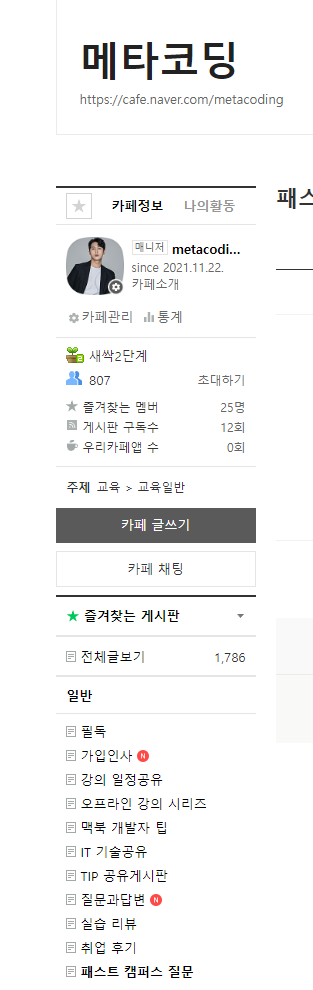 메타코딩
https://cafe.naver.com/metacoding
카페정보 나의활동
매니저 metacodi...
since 2021.11.22.
카페소개
카페관리 통계
새싹2단계
807 초대하기
즐겨찾는 멤버 25명
게시판 구독수 12회
우리카페앱 수 0회
주제 교육 > 교육일반
카페 글쓰기
카페 채팅
즐겨찾는 게시판
전체글보기 1,786
일반
필독
가입인사 N
강의 일정공유
오프라인 강의 시리즈
맥북 개발자 팁
IT 기술공유
TIP 공유게시판
질문과답변 N
실습 리뷰
취업 후기
패스트 캠퍼스 질문